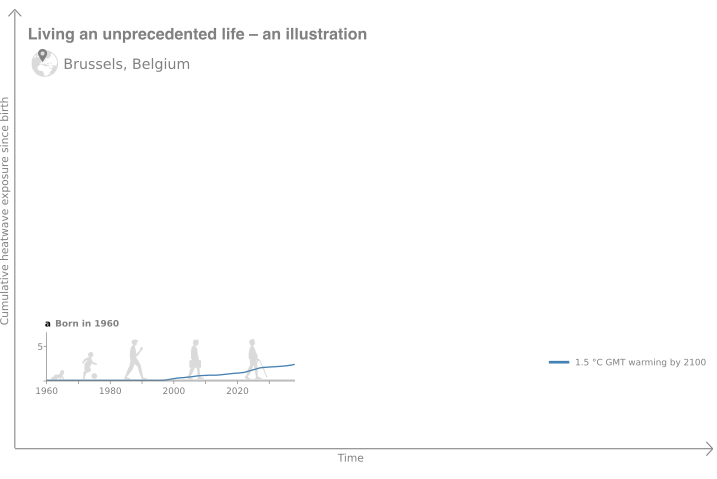 Living an unprecedented life – an illustration
Brussels, Belgium
Cumulative heatwave exposure since birth
a Born in 1960
5
1960 1980 2000 2020
1.5 °C GMT warming by 2100
Time